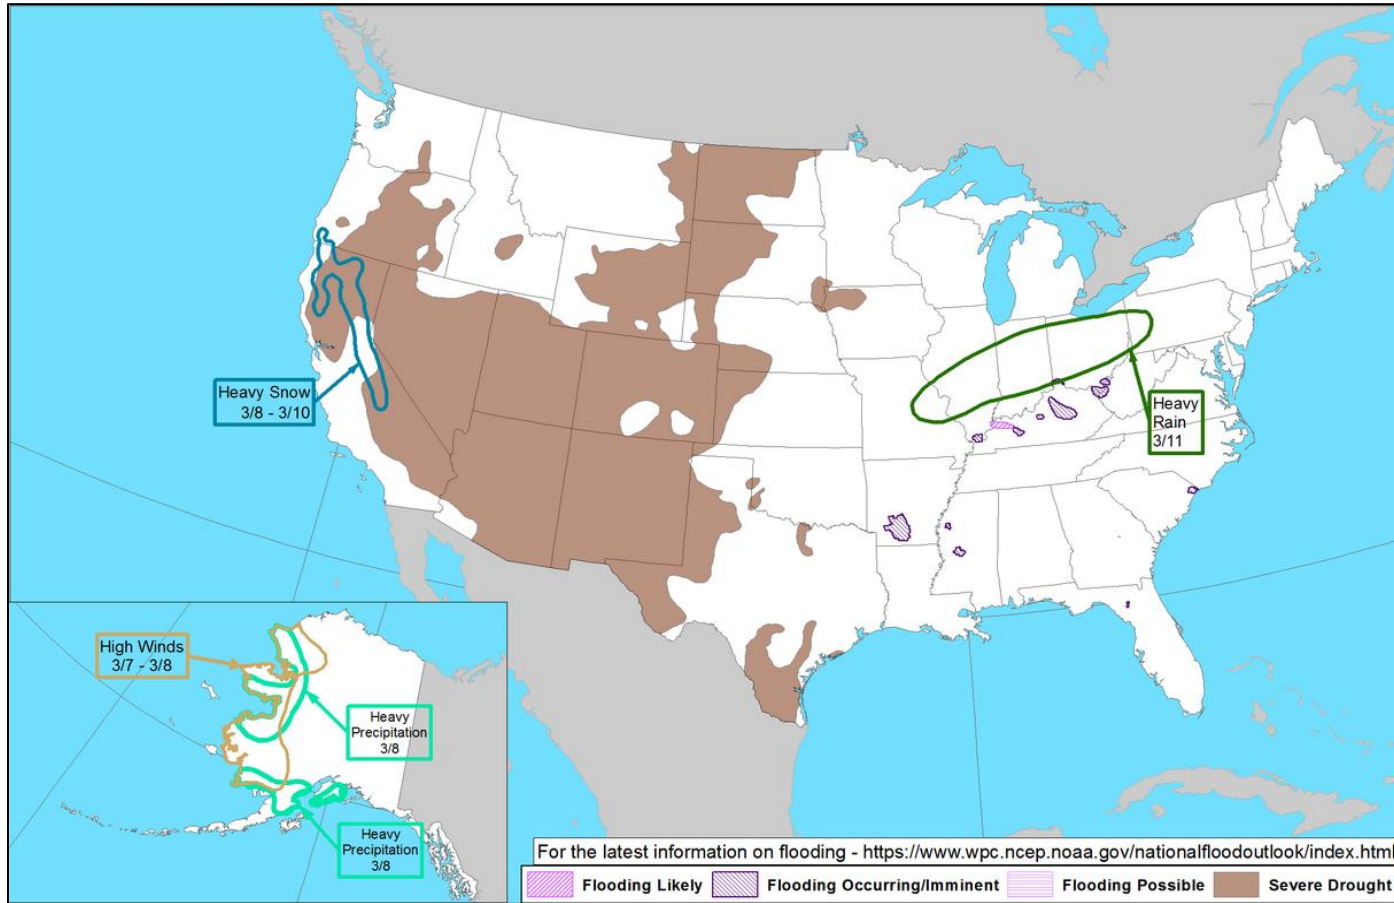 Heavy Snow
3/8 - 3/10
Heavy
Rain
3/11
High Winds
3/7 - 3/8
Heavy
Precipitation
3/8
Heavy
Precipitation
3/8
For the latest information on flooding - https://www.wpc.ncep.noaa.gov/nationalfloodoutlook/index.html
Flooding Likely
Flooding Occurring/Imminent
Flooding Possible
Severe Drought